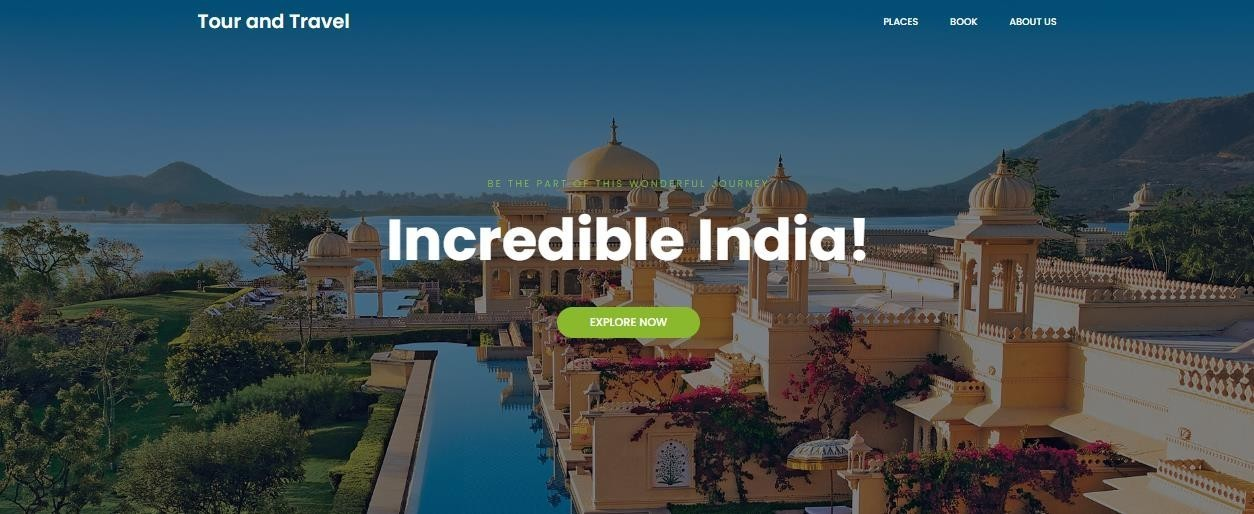 Tour and Travel
PLACES BOOK ABOUT US
BE THE PART OF THIS WONDERFUL JOURNEY
Incredible India!
EXPLORE NOW